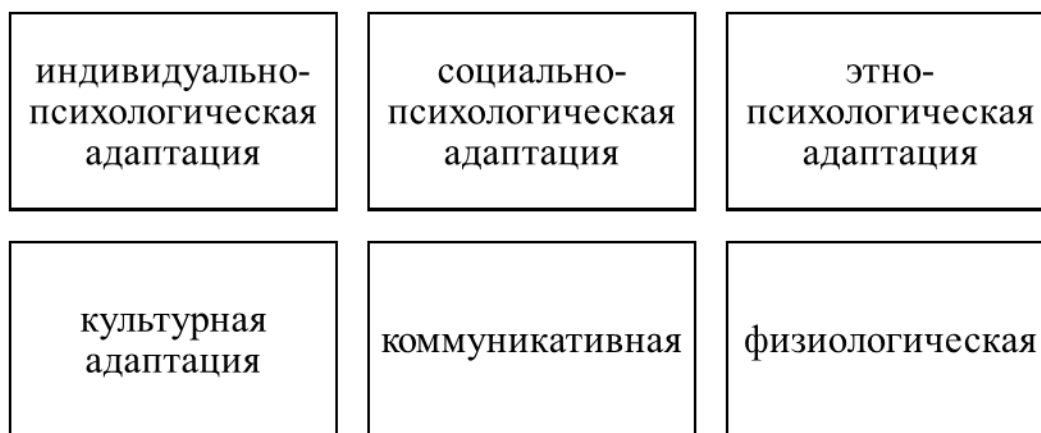 индивидуально-
психологическая
адаптация
социально-
психологическая
адаптация
этно-
психологическая
адаптация
культурная
адаптация
коммуникативная
физиологическая